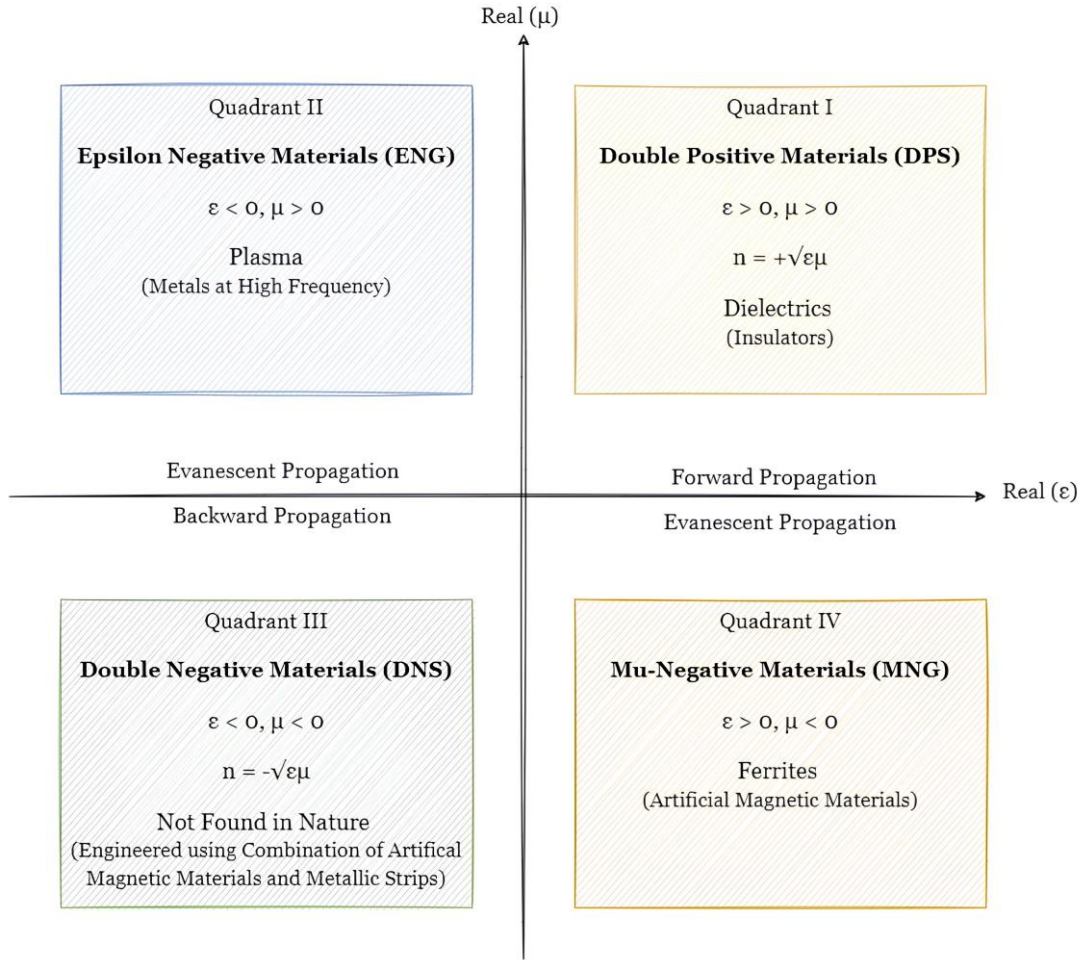 Real (μ)
Quadrant II
Epsilon Negative Materials (ENG)
ε < 0, μ > 0
Plasma
(Metals at High Frequency)
Quadrant I
Double Positive Materials (DPS)
ε > 0, μ > 0
n = +√εμ
Dielectrics
(Insulators)
Evanescent Propagation
Forward Propagation
Real (ε)
Backward Propagation
Evanescent Propagation
Quadrant III
Double Negative Materials (DNS)
ε < 0, μ < 0
n = -√εμ
Not Found in Nature
(Engineered using Combination of Artifical
Magnetic Materials and Metallic Strips)
Quadrant IV
Mu-Negative Materials (MNG)
ε > 0, μ < 0
Ferrites
(Artificial Magnetic Materials)